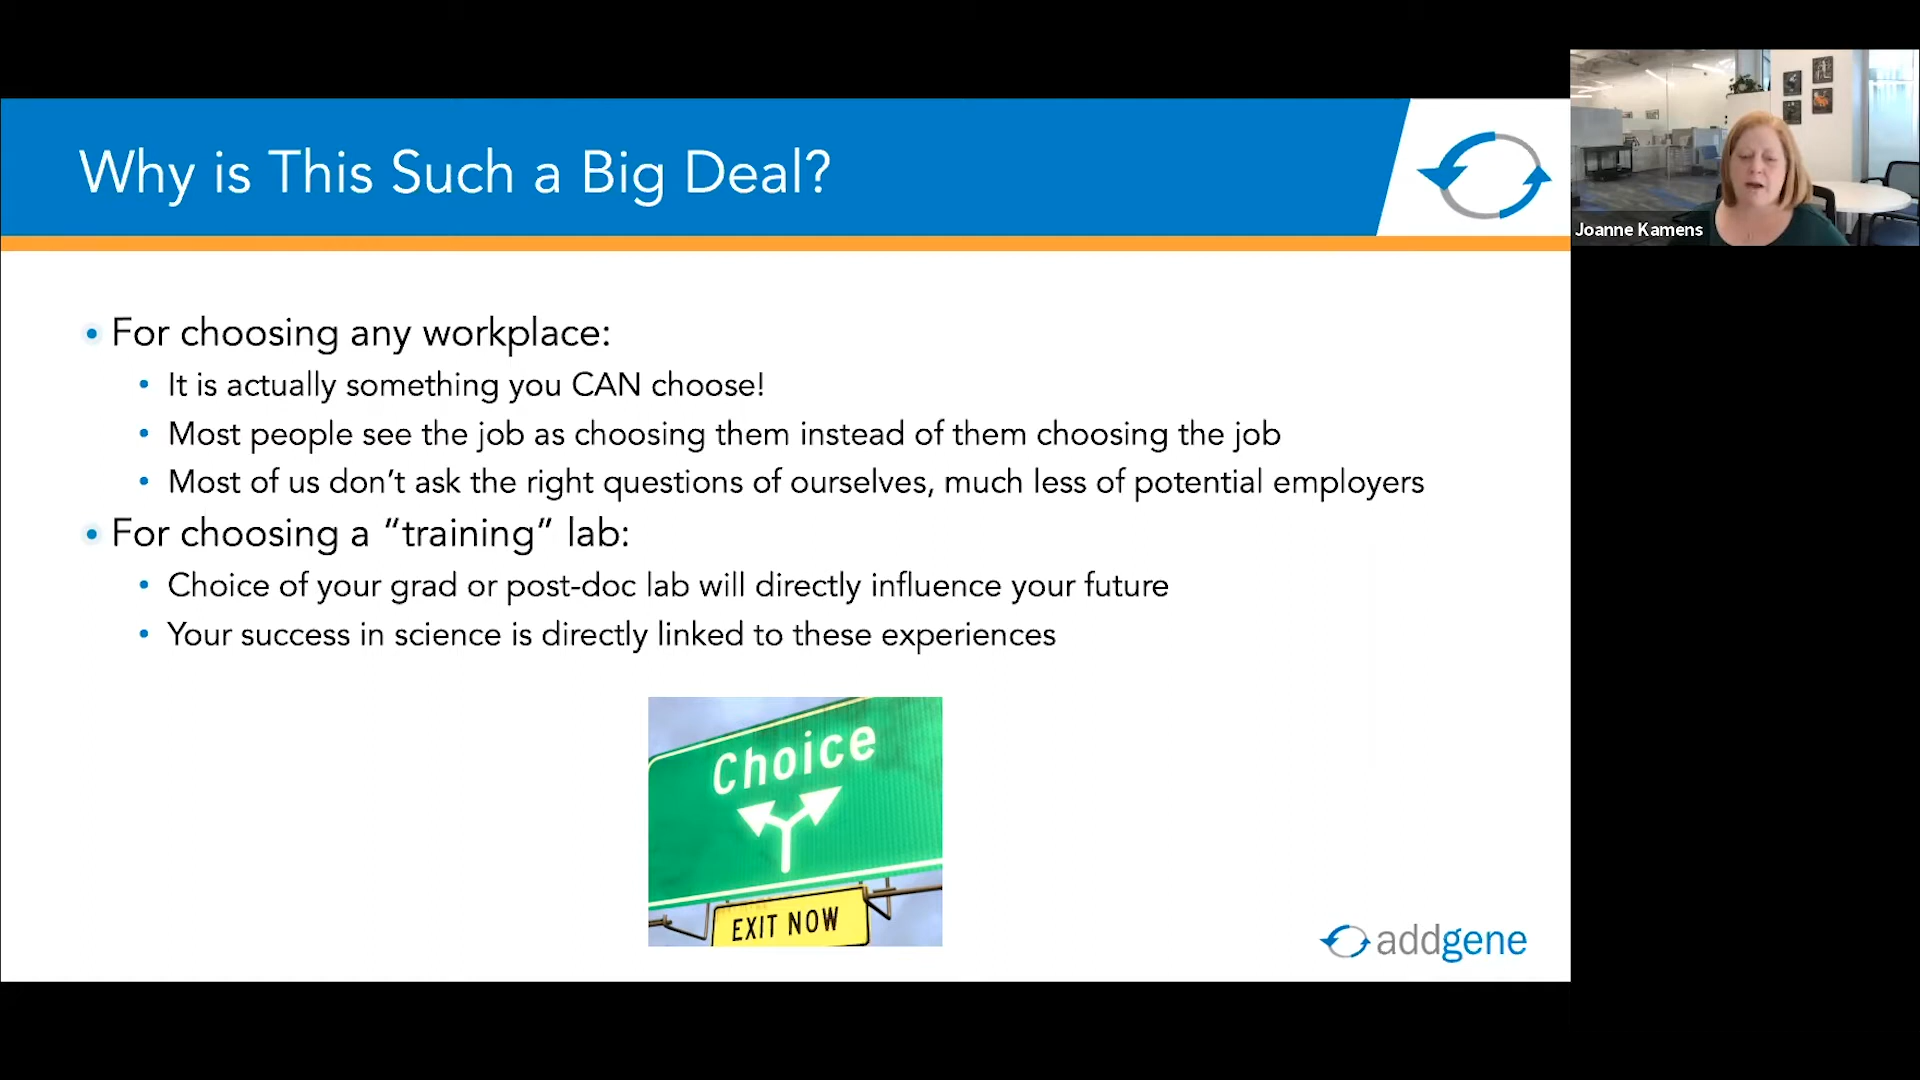 Why is This Such a Big Deal?
Joanne Kamens
• For choosing any workplace:
• It is actually something you CAN choose!
• Most people see the job as choosing them instead of them choosing the job
• Most of us don’t ask the right questions of ourselves, much less of potential employers
• For choosing a “training” lab:
• Choice of your grad or post-doc lab will directly influence your future
• Your success in science is directly linked to these experiences
Choice
EXIT NOW
addgene